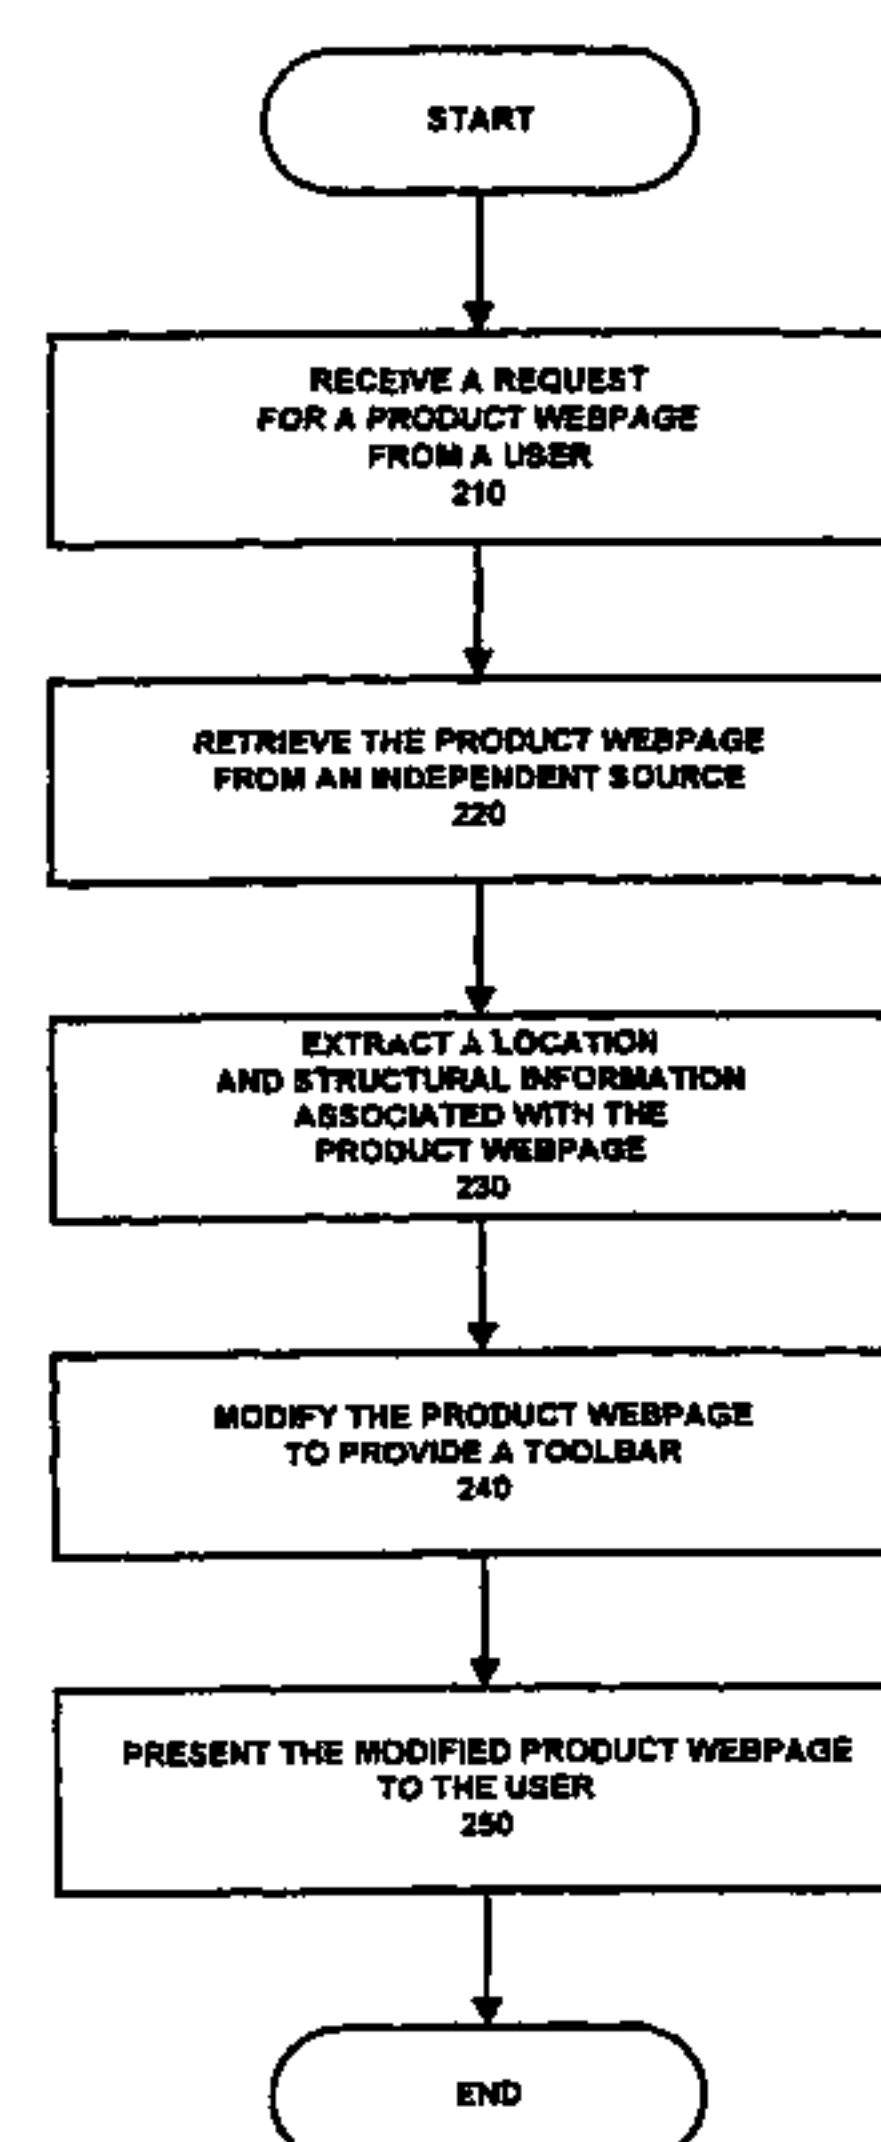 START
RECEIVE A REQUEST
FOR A PRODUCT WEBPAGE
FROM A USER
210
RETRIEVE THE PRODUCT WEBPAGE
FROM AN INDEPENDENT SOURCE
220
EXTRACT A LOCATION
AND STRUCTURAL INFORMATION
ASSOCIATED WITH THE
PRODUCT WEBPAGE
230
MODIFY THE PRODUCT WEBPAGE
TO PROVIDE A TOOLBAR
240
PRESENT THE MODIFIED PRODUCT WEBPAGE
TO THE USER
250
END